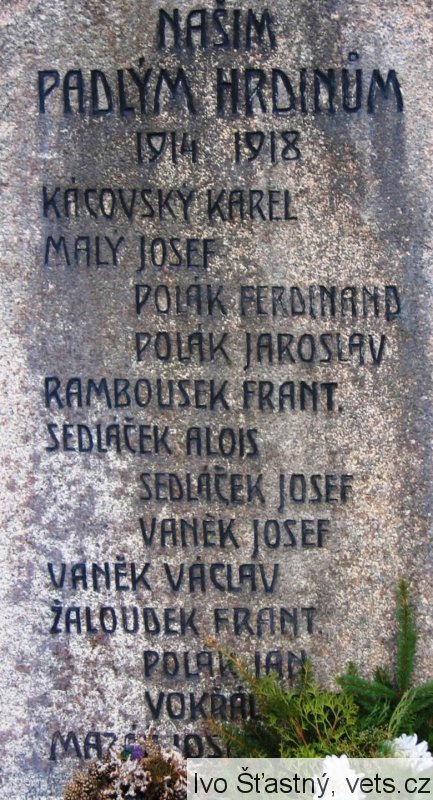 NAŠIM
PADLÝM HRDINŮM
1914 1918
KÁCOVSKÝ KAREL
MALÝ JOSEF
POLÁK FERDINAND
POLÁK JAROSLAV
RAMBOUSEK FRANT.
SEDLÁČEK ALOIS
SEDLÁČEK JOSEF
VANĚK JOSEF
VANĚK VÁCLAV
ŽALOUDEK FRANT.
POLÁK JAN
Ivo Šťastný, vets.cz